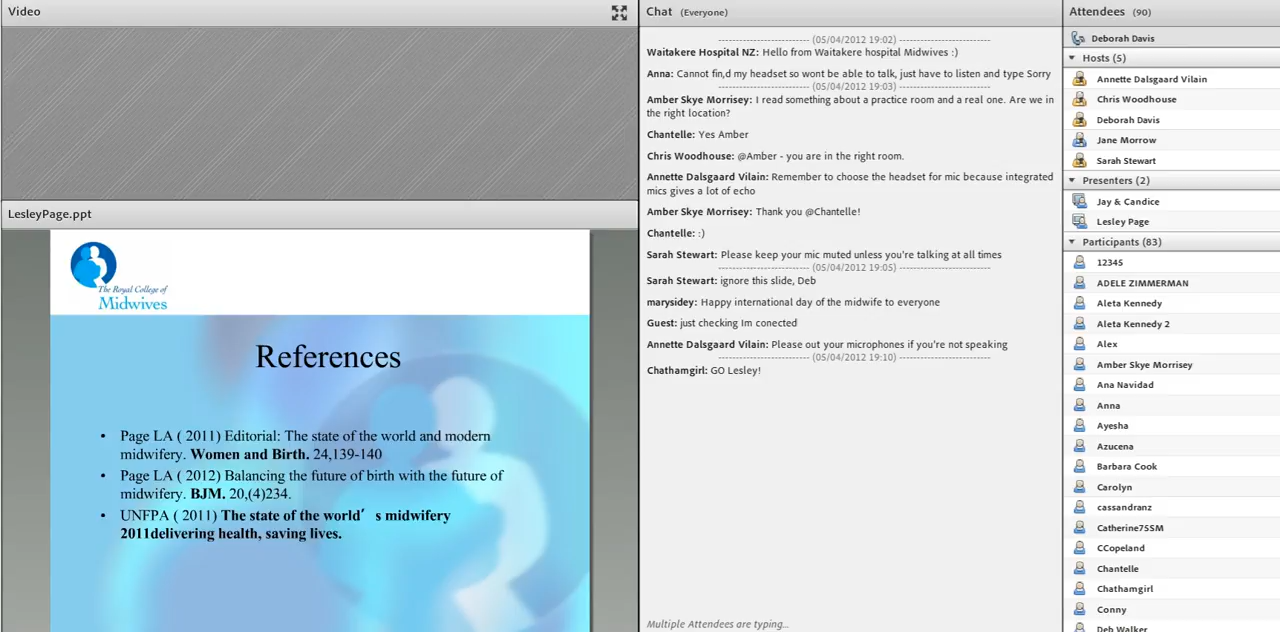 Video
LesleyPage.ppt
The Royal College of
Midwives
References
• Page LA ( 2011) Editorial: The state of the world and modern
midwifery. Women and Birth. 24,139-140
• Page LA ( 2012) Balancing the future of birth with the future of
midwifery. BJM. 20,(4)234.
• UNFPA ( 2011) The state of the world’ s midwifery
2011delivering health, saving lives.
Chat (Everyone)
------------------------- (05/04/2012 19:02) -------------------------
Waitakere Hospital NZ: Hello from Waitakere hospital Midwives :)
Anna: Cannot fin,d my headset so wont be able to talk, just have to listen and type Sorry
------------------------- (05/04/2012 19:03) -------------------------
Amber Skye Morrisey: I read something about a practice room and a real one. Are we in
the right location?
Chantelle: Yes Amber
Chris Woodhouse: @Amber - you are in the right room.
Annette Dalsgaard Vilain: Remember to choose the headset for mic because integrated
mics gives a lot of echo
Amber Skye Morrisey: Thank you @Chantelle!
Chantelle: :)
Sarah Stewart: Please keep your mic muted unless you're talking at all times
------------------------- (05/04/2012 19:05) -------------------------
Sarah Stewart: ignore this slide, Deb
marysidey: Happy international day of the midwife to everyone
Guest: just checking Im conected
Annette Dalsgaard Vilain: Please out your microphones if you're not speaking
------------------------- (05/04/2012 19:10) -------------------------
Chathamgirl: GO Lesley!
Multiple Attendees are typing...
Attendees (90)
Deborah Davis
Hosts (5)
Annette Dalsgaard Vilain
Chris Woodhouse
Deborah Davis
Jane Morrow
Sarah Stewart
Presenters (2)
Jay & Candice
Lesley Page
Participants (83)
12345
ADELE ZIMMERMAN
Aleta Kennedy
Aleta Kennedy 2
Alex
Amber Skye Morrisey
Ana Navidad
Anna
Ayesha
Azucena
Barbara Cook
Carolyn
cassandranz
Catherine7SSM
CCopeland
Chantelle
Chathamgirl
Conny
Deb Walker